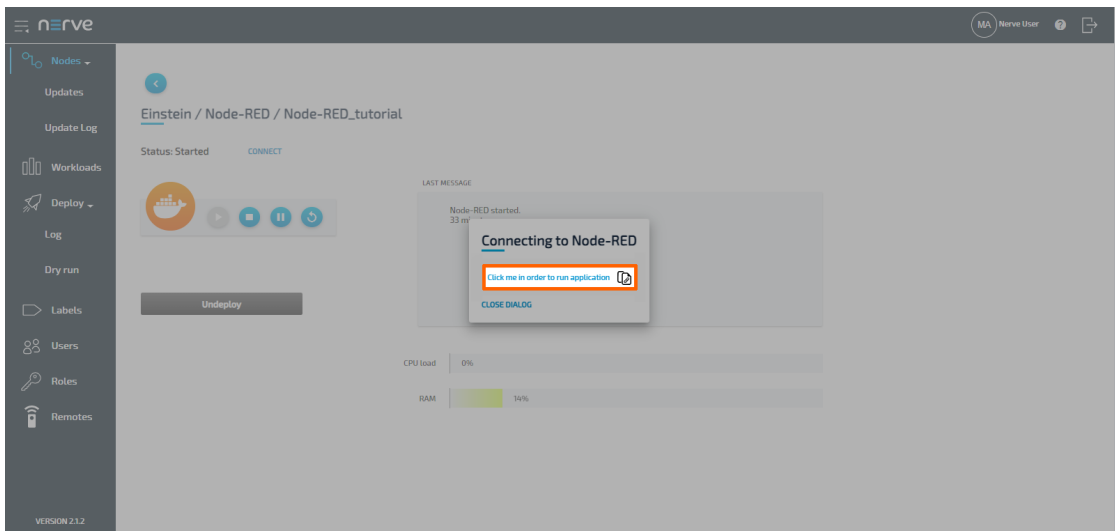 nerve
MA Nerve User ?
Nodes
Updates
Update Log
Workloads
Deploy
Log
Dry run
Labels
Users
Roles
Remotes
VERSION 2.1.2
Einstein / Node-RED / Node-RED_tutorial
Status: Started CONNECT
Undeploy
LAST MESSAGE
Node-RED started.
33
Connecting to Node-RED
Click me in order to run application
CLOSE DIALOG
CPU load 0%
RAM 14%